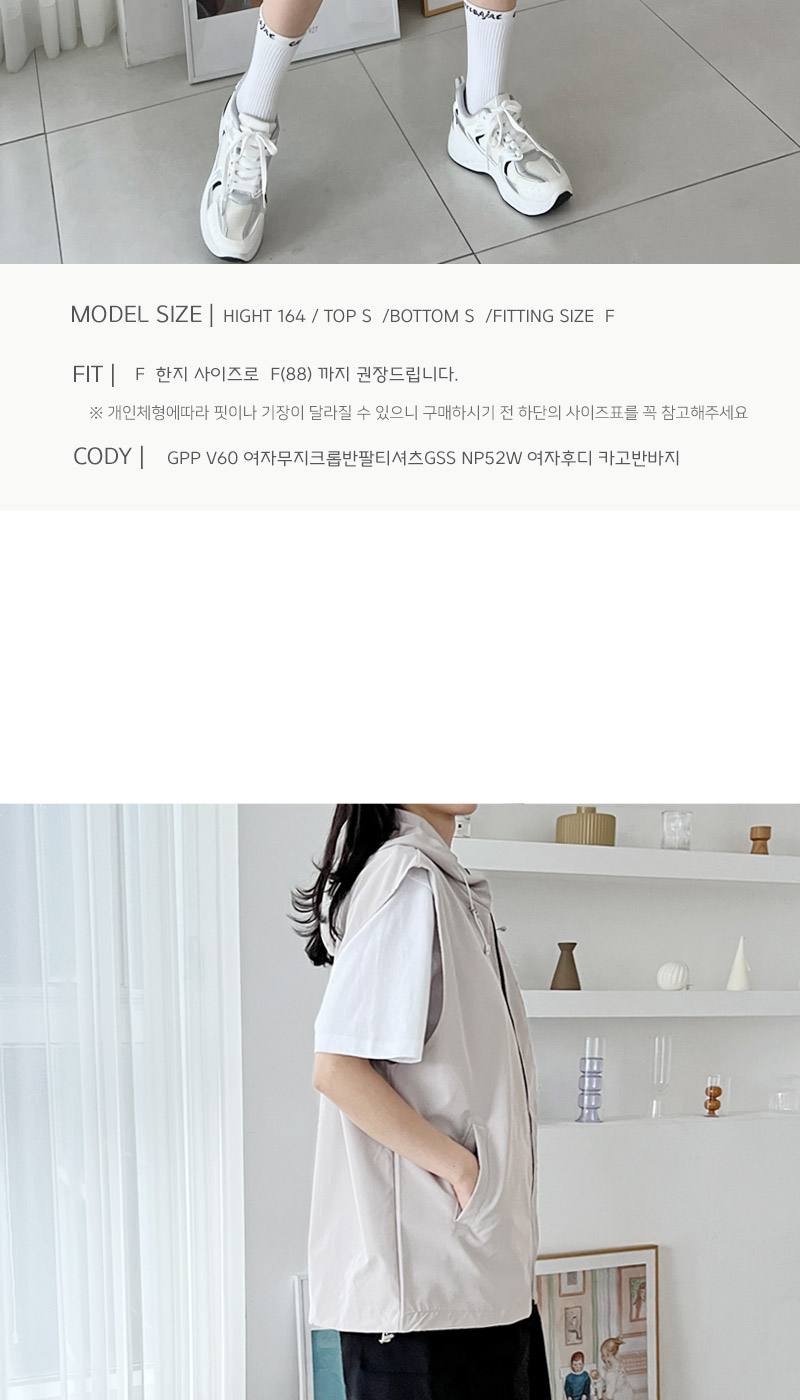 MODEL SIZE | HIGHT 164 / TOP S /BOTTOM S /FITTING SIZE F
FIT | F 한지 사이즈로 F(88) 까지 권장드립니다.
※ 개인체형에따라 핏이나 기장이 달라질 수 있으니 구매하시기 전 하단의 사이즈표를 꼭 참고해주세요
CODY | GPP V60 여자무지크롭반팔티셔츠GSS NP52W 여자후디 카고반바지